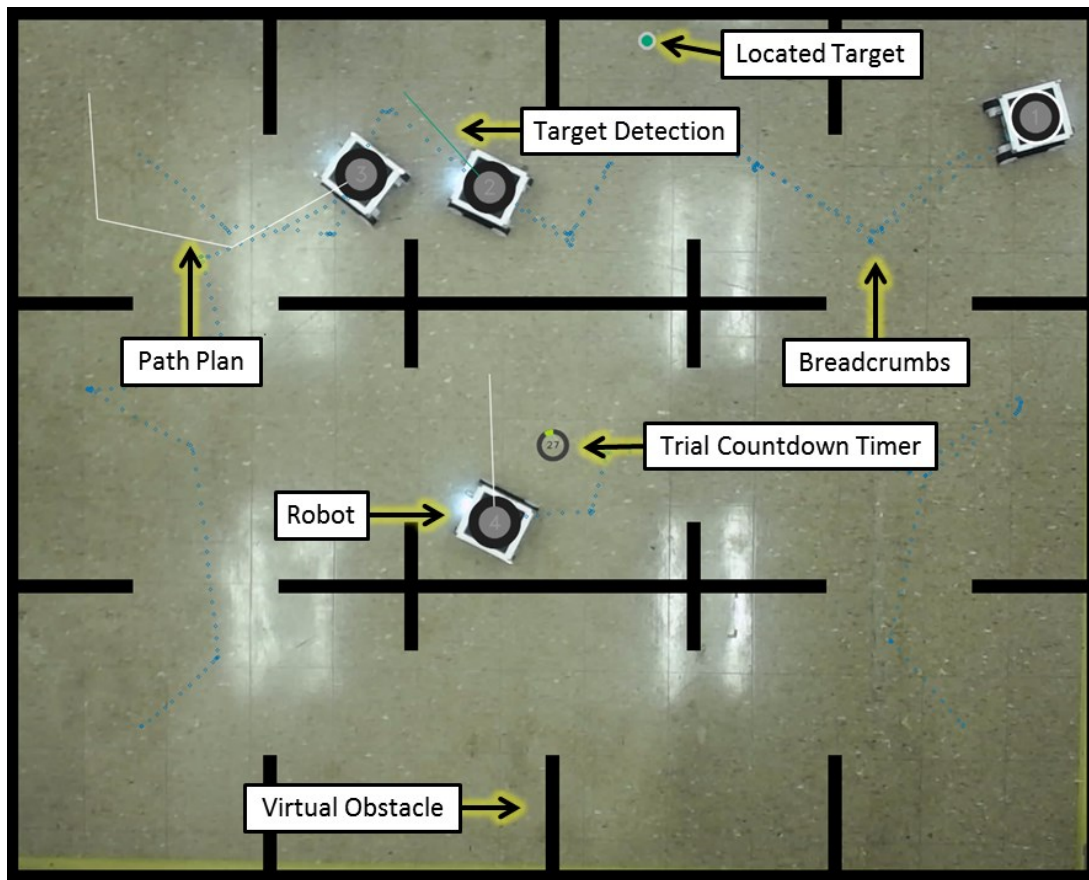 Located Target
1
Target Detection
3
2
Path Plan
Breadcrumbs
27
Trial Countdown Timer
Robot
4
Virtual Obstacle